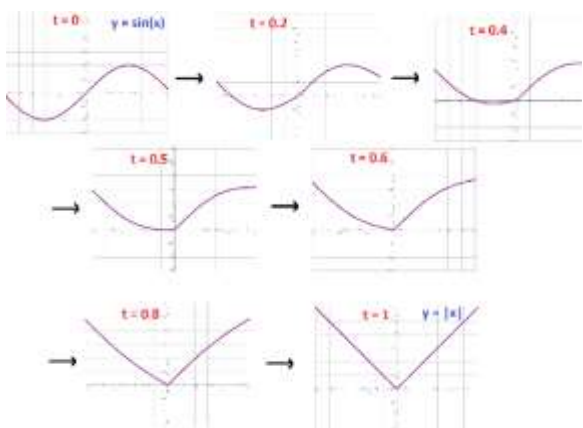 t = 0
y = sin(x)
t = 0.2
t = 0.4
t = 0.5
t = 0.6
t = 0.8
t = 1
y = |x|